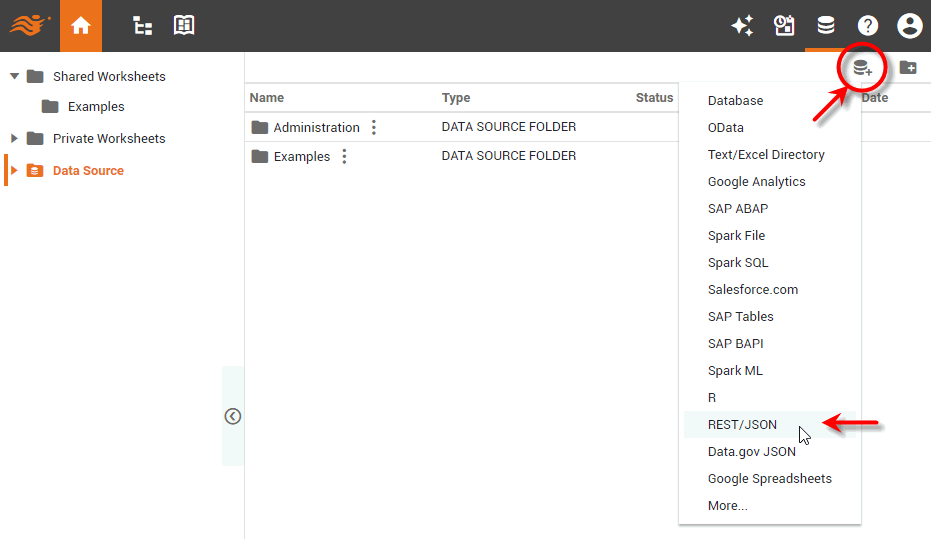 Shared Worksheets
Examples
Private Worksheets
Data Source
Name Type Status Date
Administration DATA SOURCE FOLDER
Examples DATA SOURCE FOLDER
Database
OData
Text/Excel Directory
Google Analytics
SAP ABAP
Spark File
Spark SQL
Salesforce.com
SAP Tables
SAP BAPI
Spark ML
R
REST/JSON
Data.gov JSON
Google Spreadsheets
More...